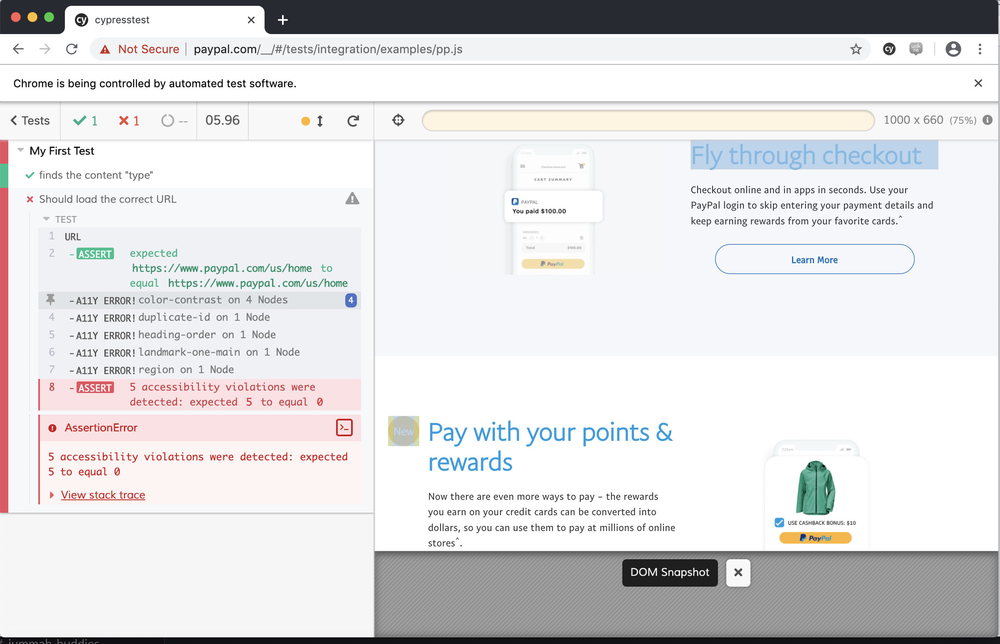 cypresstest
Not Secure
paypal.com/__/#/tests/integration/examples/pp.js
walk
me
Chrome is being controlled by automated test software.
Tests
1
1
--
05.96
1000 x 660 (75%)
My First Test
finds the content "type"
Should load the correct URL
TEST
1 URL
2 -ASSERT expected
https://www.paypal.com/us/home to
equal https://www.paypal.com/us/home
-A11Y ERROR! color-contrast on 4 Nodes 4
4 -A11Y ERROR! duplicate-id on 1 Node
5 -A11Y ERROR! heading-order on 1 Node
6 -A11Y ERROR! landmark-one-main on 1 Node
7 -A11Y ERROR! region on 1 Node
8 -ASSERT 5 accessibility violations were
detected: expected 5 to equal 0
AssertionError
5 accessibility violations were detected: expected
5 to equal 0
View stack trace
7:23am
Checkout.store.com
CART SUMMARY
PAYPAL
You paid $100.00
GROCERIES
Qty - 1 +
Total $100.00
PayPal
Fly through checkout
Checkout online and in apps in seconds. Use your
PayPal login to skip entering your payment details and
keep earning rewards from your favorite cards.^
Learn More
New
Pay with your points &
rewards
Now there are even more ways to pay – the rewards
you earn on your credit cards can be converted into
dollars, so you can use them to pay at millions of online
stores^.
7:23am
USE CASHBACK BONUS: $10
PayPal
DOM Snapshot